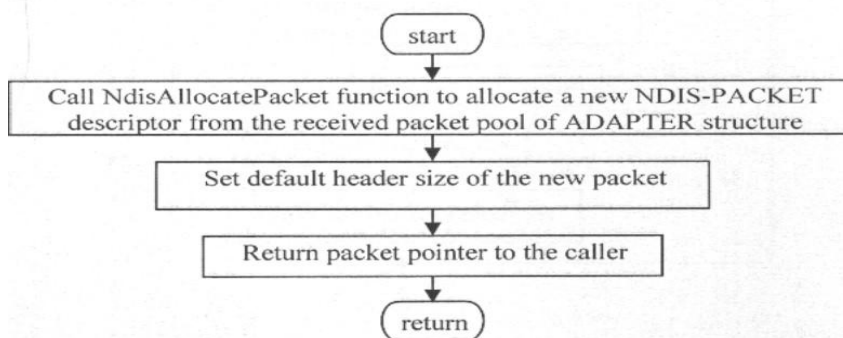 start
Call NdisAllocatePacket function to allocate a new NDIS-PACKET
descriptor from the received packet pool of ADAPTER structure
Set default header size of the new packet
Return packet pointer to the caller
return